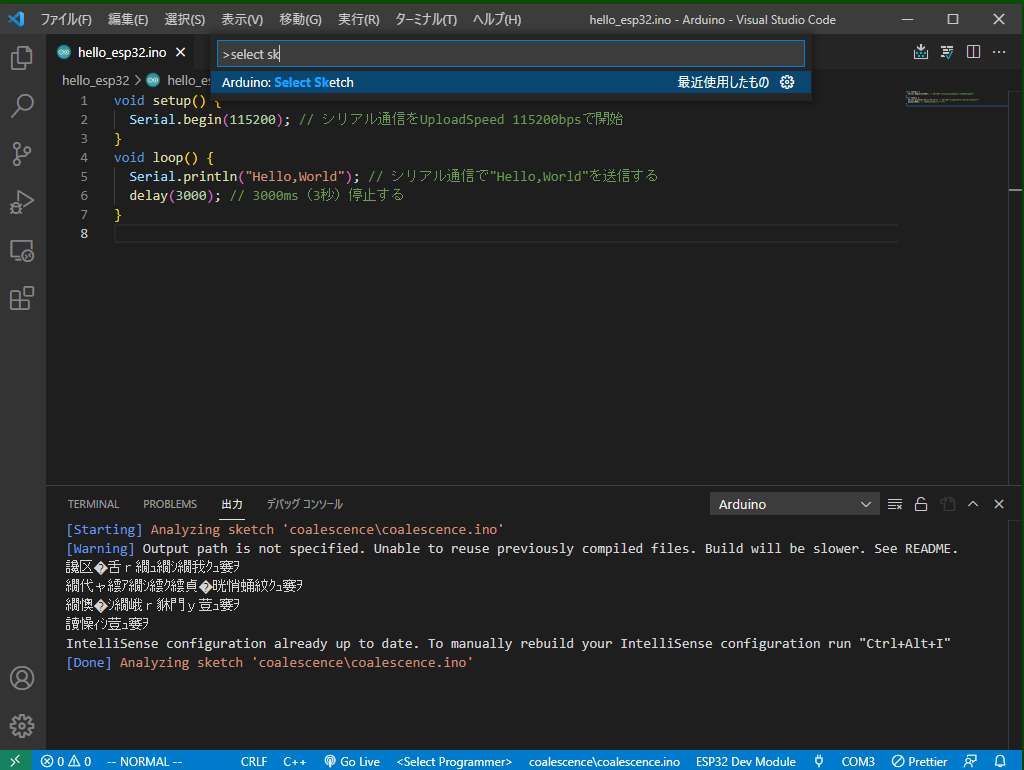 ファイル(F) 編集(E) 選択(S) 表示(V) 移動(G) 実行(R) ターミナル(T) ヘルプ(H) hello_esp32.ino - Arduino - Visual Studio Code
hello_esp32.ino
>select sk
hello_esp32 > hello_es
Arduino: Select Sketch 最近使用したもの
1 void setup() {
2 Serial.begin(115200); // シリアル通信をUploadSpeed 115200bpsで開始
3 }
4 void loop() {
5 Serial.println("Hello,World"); // シリアル通信で"Hello,World"を送信する
6 delay(3000); // 3000ms（3秒）停止する
7 }
8
TERMINAL PROBLEMS 出力 デバッグ コンソール Arduino
[Starting] Analyzing sketch 'coalescence\coalescence.ino'
[Warning] Output path is not specified. Unable to reuse previously compiled files. Build will be slower. See README.
IntelliSense configuration already up to date. To manually rebuild your IntelliSense configuration run "Ctrl+Alt+I"
[Done] Analyzing sketch 'coalescence\coalescence.ino'
0 0 -- NORMAL -- CRLF C++ Go Live <Select Programmer> coalescence\coalescence.ino ESP32 Dev Module COM3 Prettier